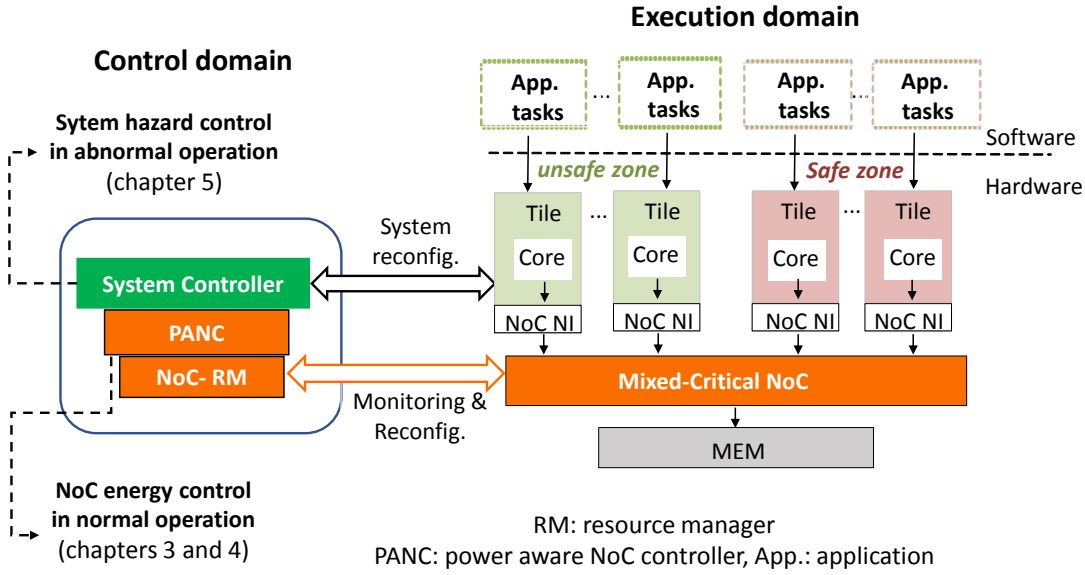 Execution domain
Control domain
Sytem hazard control
in abnormal operation
(chapter 5)
App.
tasks
...
App.
tasks
App.
tasks
...
App.
tasks
Software
Hardware
unsafe zone
Safe zone
System
reconfig.
Tile
Core
NoC NI
...
Tile
Core
NoC NI
Tile
Core
NoC NI
...
Tile
Core
NoC NI
System Controller
PANC
NoC- RM
Monitoring &
Reconfig.
Mixed-Critical NoC
MEM
NoC energy control
in normal operation
(chapters 3 and 4)
RM: resource manager
PANC: power aware NoC controller, App.: application